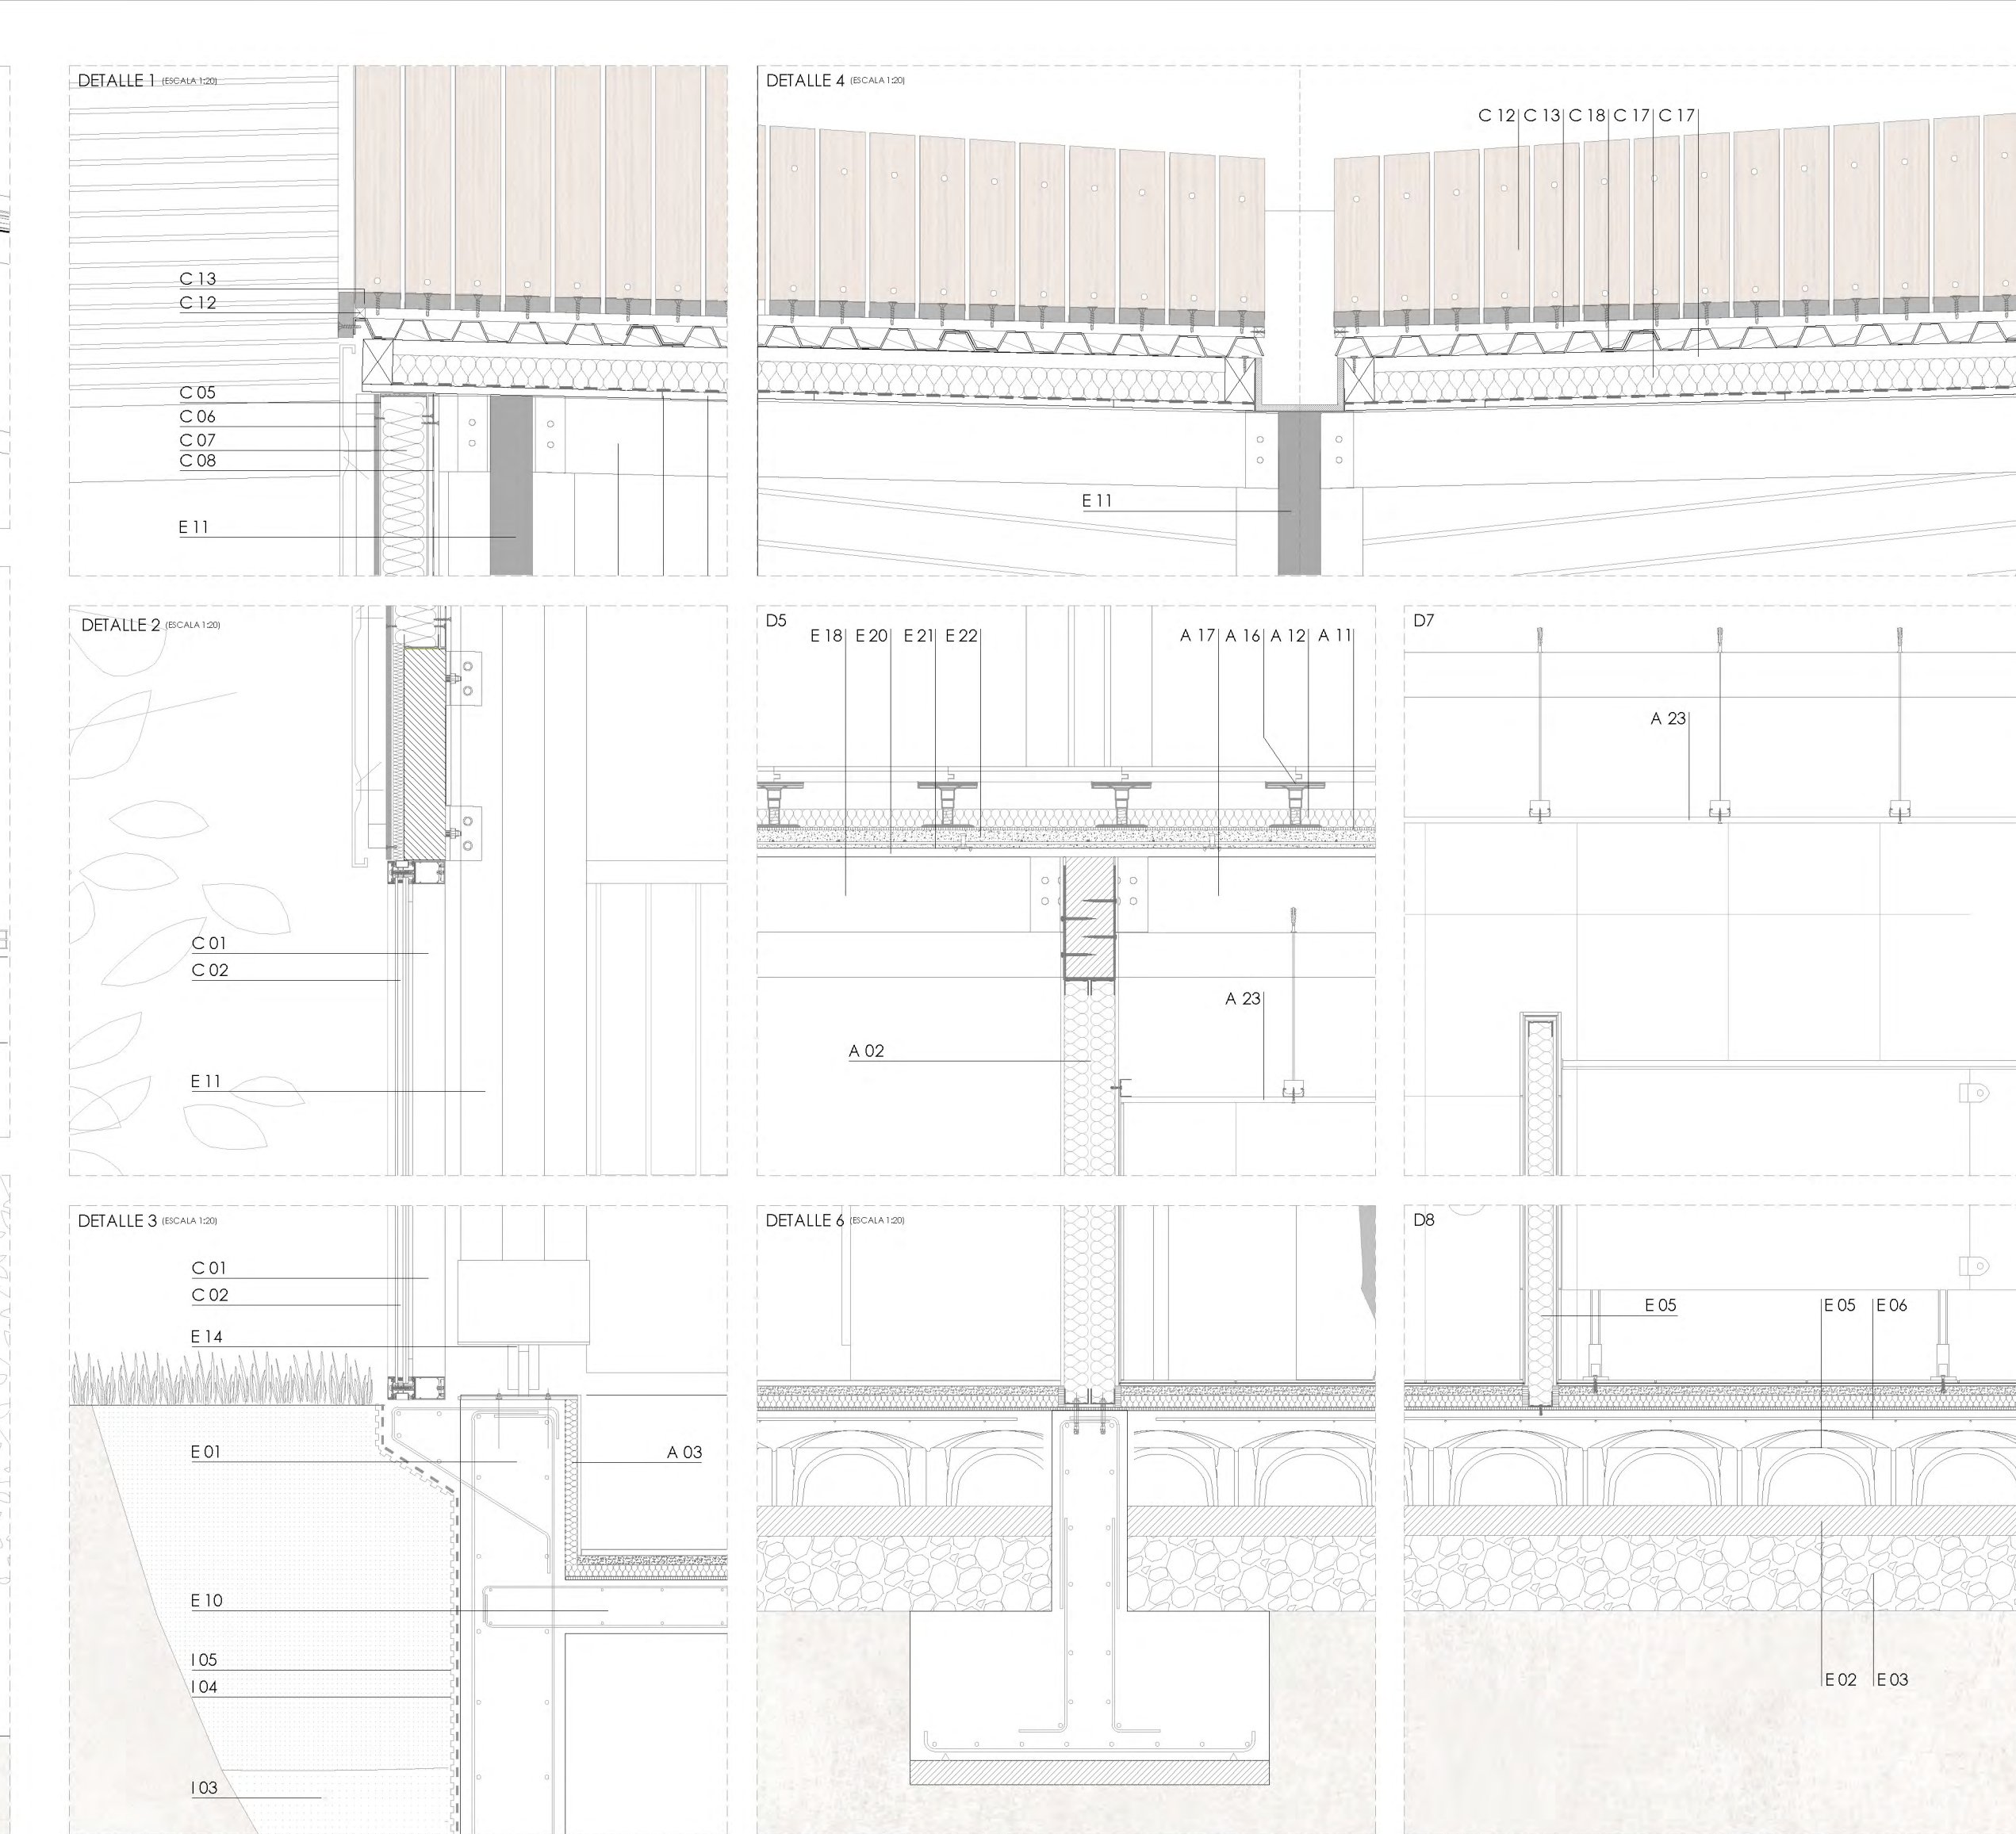 DETALLE 1 (ESCALA 1:20)
C 13
C 12
C 05
C 06
C 07
C 08
E 11
DETALLE 4 (ESCALA 1:20)
C 12 C 13 C 18 C 17 C 17
E 11
DETALLE 2 (ESCALA 1:20)
C 01
C 02
E 11
D5
E 18 E 20 E 21 E 22 A 17 A 16 A 12 A 11
A 23
A 02
D7
A 23
DETALLE 3 (ESCALA 1:20)
C 01
C 02
E 14
E 01
A 03
E 10
I 05
I 04
I 03
DETALLE 6 (ESCALA 1:20)
D8
E 05 E 05 E 06
E 02 E 03